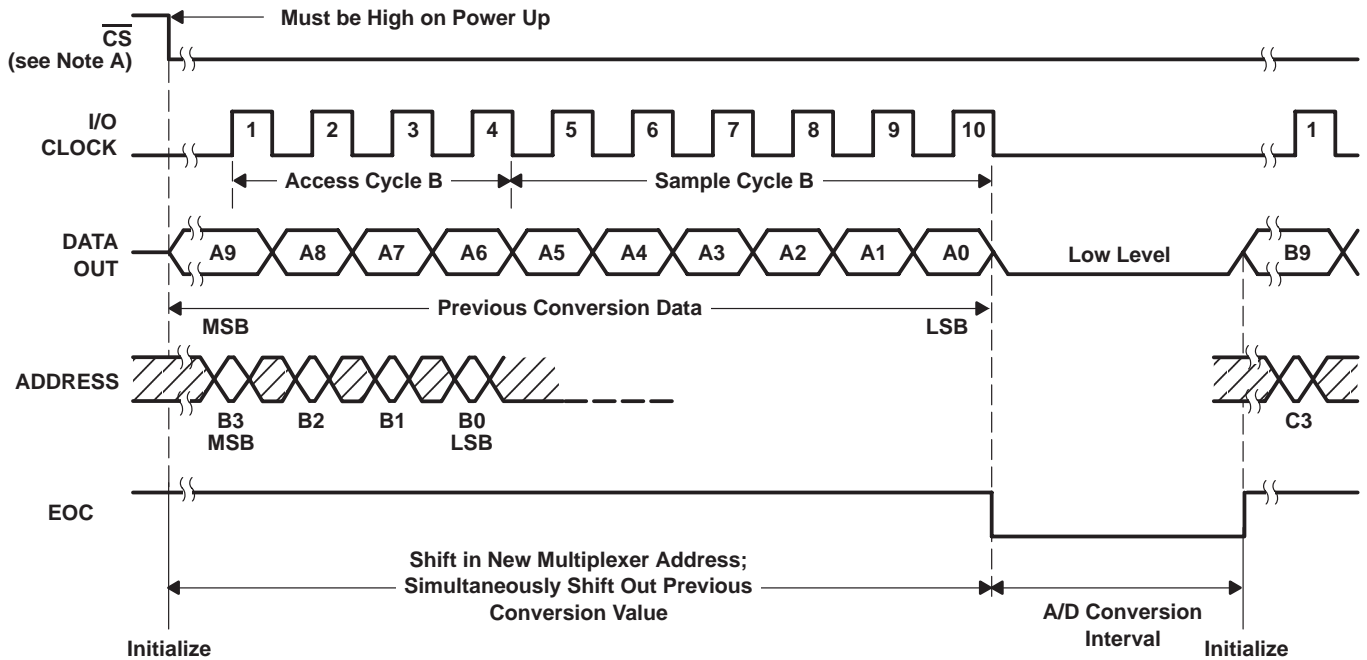 Must be High on Power Up
CS
(see Note A)
I/O
CLOCK
1 2 3 4 5 6 7 8 9 10 1
Access Cycle B Sample Cycle B
DATA
OUT
A9 A8 A7 A6 A5 A4 A3 A2 A1 A0 Low Level B9
Previous Conversion Data
MSB LSB
ADDRESS
B3 B2 B1 B0 C3
MSB LSB
EOC
Shift in New Multiplexer Address;
Simultaneously Shift Out Previous
Conversion Value
A/D Conversion
Interval
Initialize Initialize